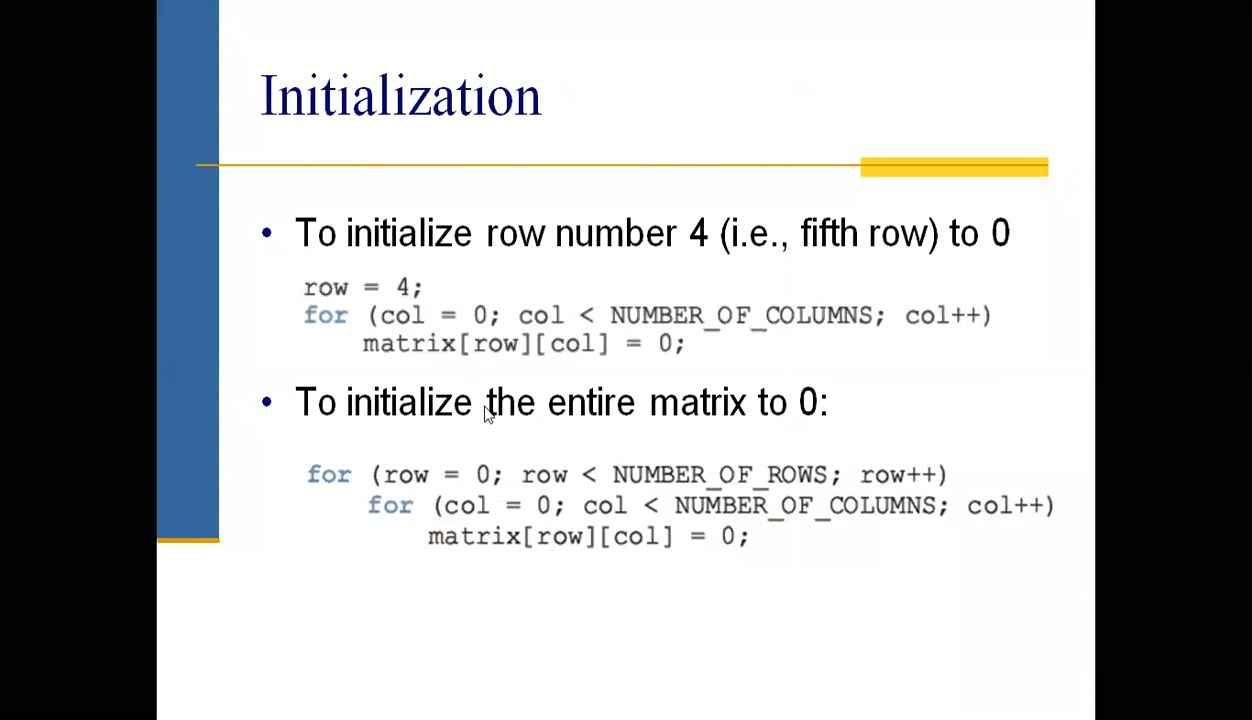 Initialization
• To initialize row number 4 (i.e., fifth row) to 0
row = 4;
for (col = 0; col < NUMBER_OF_COLUMNS; col++)
matrix[row][col] = 0;
• To initialize the entire matrix to 0:
for (row = 0; row < NUMBER_OF_ROWS; row++)
for (col = 0; col < NUMBER_OF_COLUMNS; col++)
matrix[row][col] = 0;